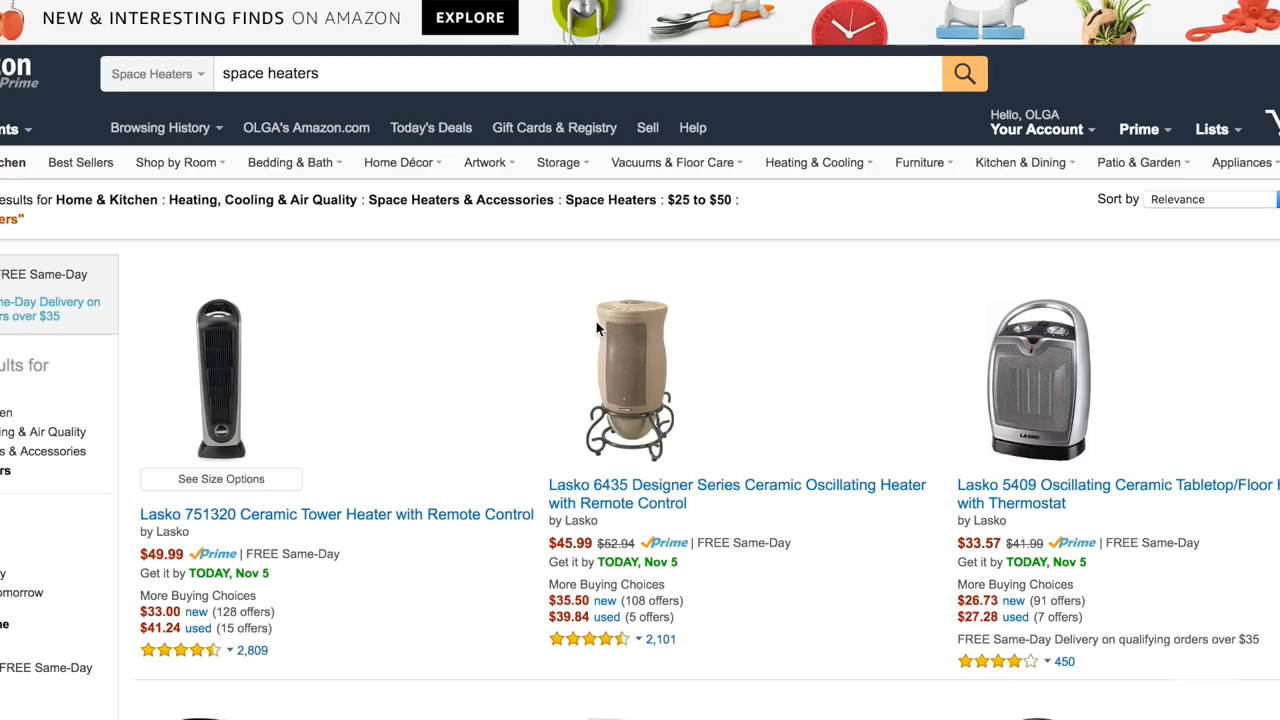 NEW & INTERESTING FINDS ON AMAZON EXPLORE
on
Prime
Space Heaters space heaters
Hello, OLGA
nts Browsing History OLGA's Amazon.com Today's Deals Gift Cards & Registry Sell Help Your Account Prime Lists
chen Best Sellers Shop by Room Bedding & Bath Home Décor Artwork Storage Vacuums & Floor Care Heating & Cooling Furniture Kitchen & Dining Patio & Garden Appliances
esults for Home & Kitchen : Heating, Cooling & Air Quality : Space Heaters & Accessories : Space Heaters : $25 to $50 : Sort by Relevance
ers"
FREE Same-Day
me-Day Delivery on
rs over $35
ults for
en
ing & Air Quality
s & Accessories
rs
y
omorrow
me
FREE Same-Day
LASKO
See Size Options
Lasko 751320 Ceramic Tower Heater with Remote Control
by Lasko
$49.99 Prime | FREE Same-Day
Get it by TODAY, Nov 5
More Buying Choices
$33.00 new (128 offers)
$41.24 used (15 offers)
2,809
LASKO
Lasko 6435 Designer Series Ceramic Oscillating Heater
with Remote Control
by Lasko
$45.99 $52.94 Prime | FREE Same-Day
Get it by TODAY, Nov 5
More Buying Choices
$35.50 new (108 offers)
$39.84 used (5 offers)
2,101
LASKO
Lasko 5409 Oscillating Ceramic Tabletop/Floor H
with Thermostat
by Lasko
$33.57 $41.99 Prime | FREE Same-Day
Get it by TODAY, Nov 5
More Buying Choices
$26.73 new (91 offers)
$27.28 used (7 offers)
FREE Same-Day Delivery on qualifying orders over $35
450